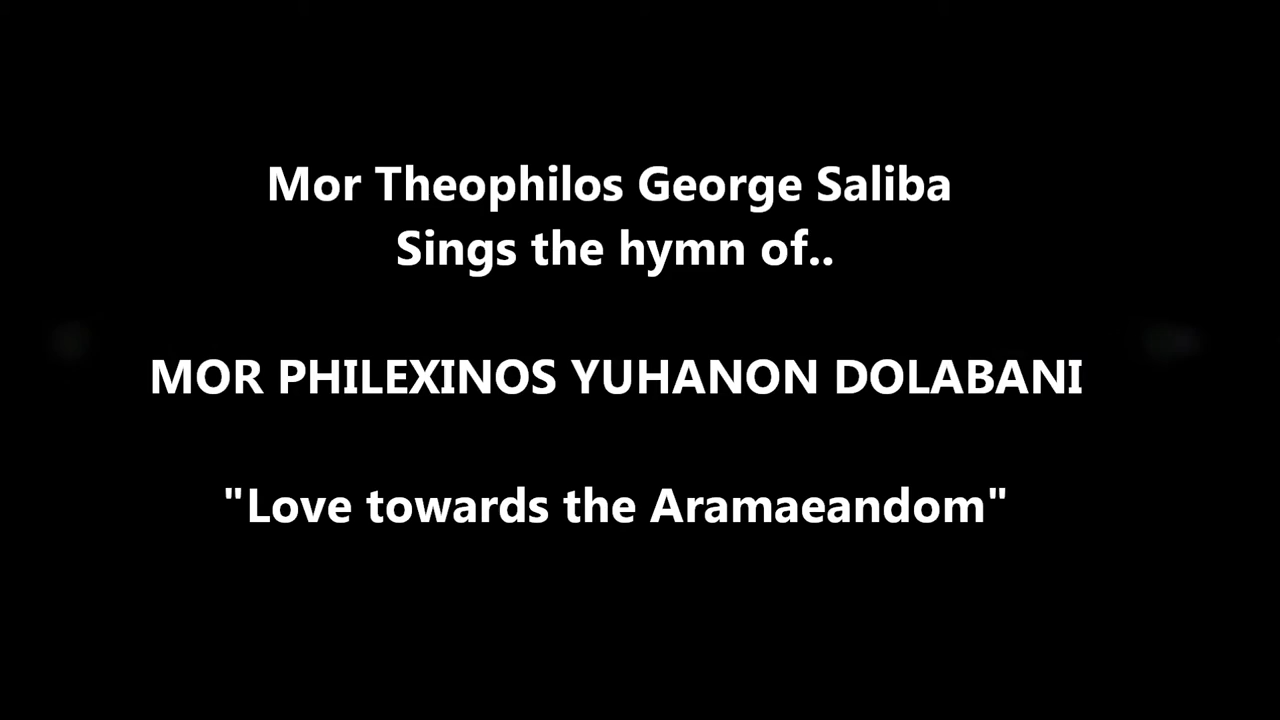 Mor Theophilos George Saliba
Sings the hymn of..
MOR PHILEXINOS YUHANON DOLABANI
"Love towards the Aramaeandom"